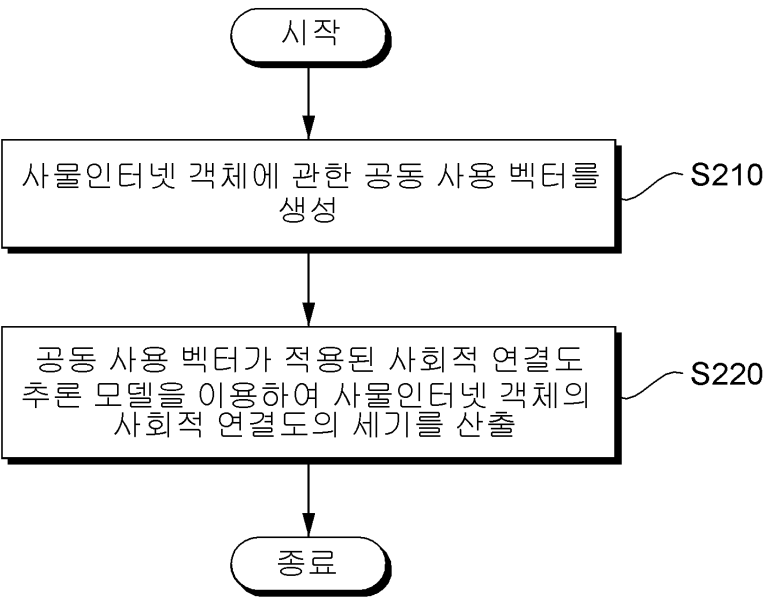 시작
사물인터넷 객체에 관한 공동 사용 벡터를
생성
S210
공동 사용 벡터가 적용된 사회적 연결도
추론 모델을 이용하여 사물인터넷 객체의
사회적 연결도의 세기를 산출
S220
종료